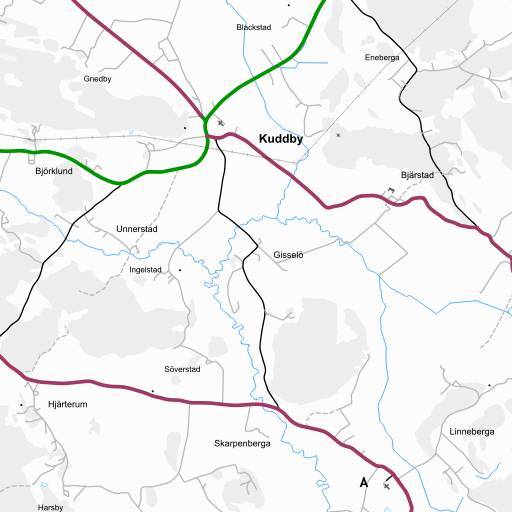 Blackstad
Eneberga
Gnedby
Kuddby
Björklund
Bjärstad
Unnerstad
Gisselö
Ingelstad
Söverstad
Hjärterum
Linneberga
Skarpenberga
A
Harsby